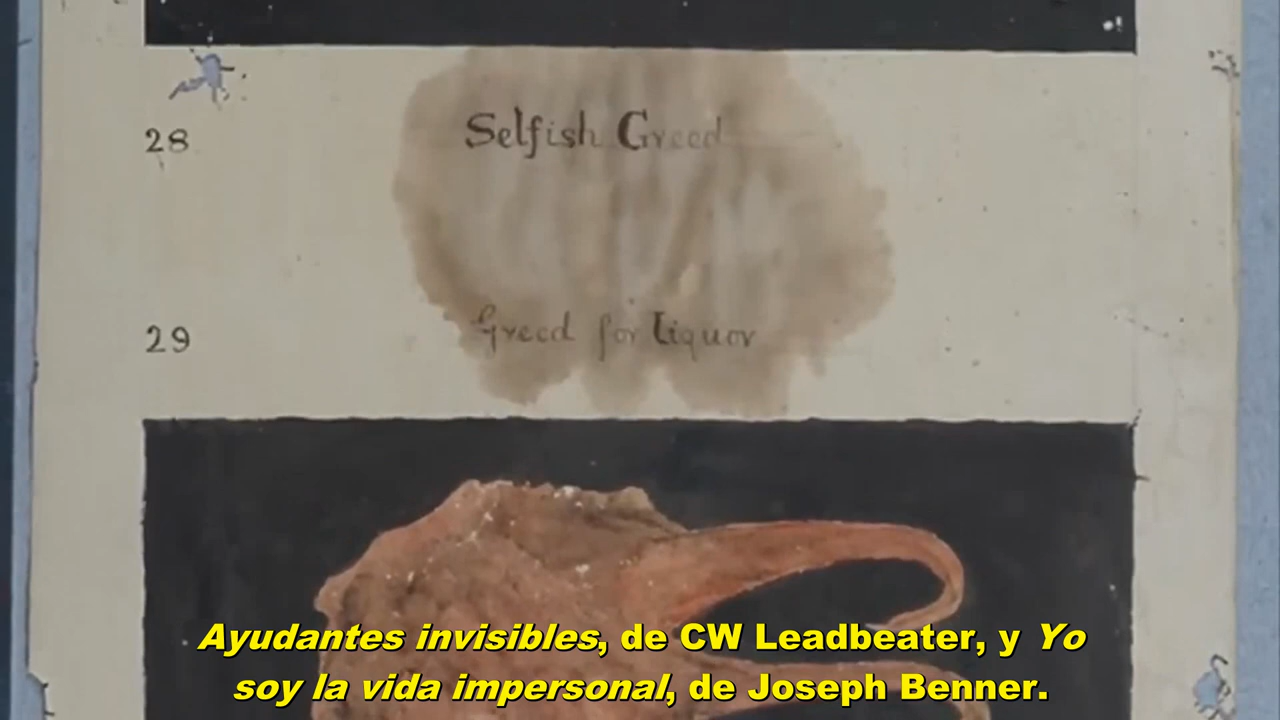 28 Selfish Greed
29 Greed for Liquor
Ayudantes invisibles, de CW Leadbeater, y Yo
soy la vida impersonal, de Joseph Benner.